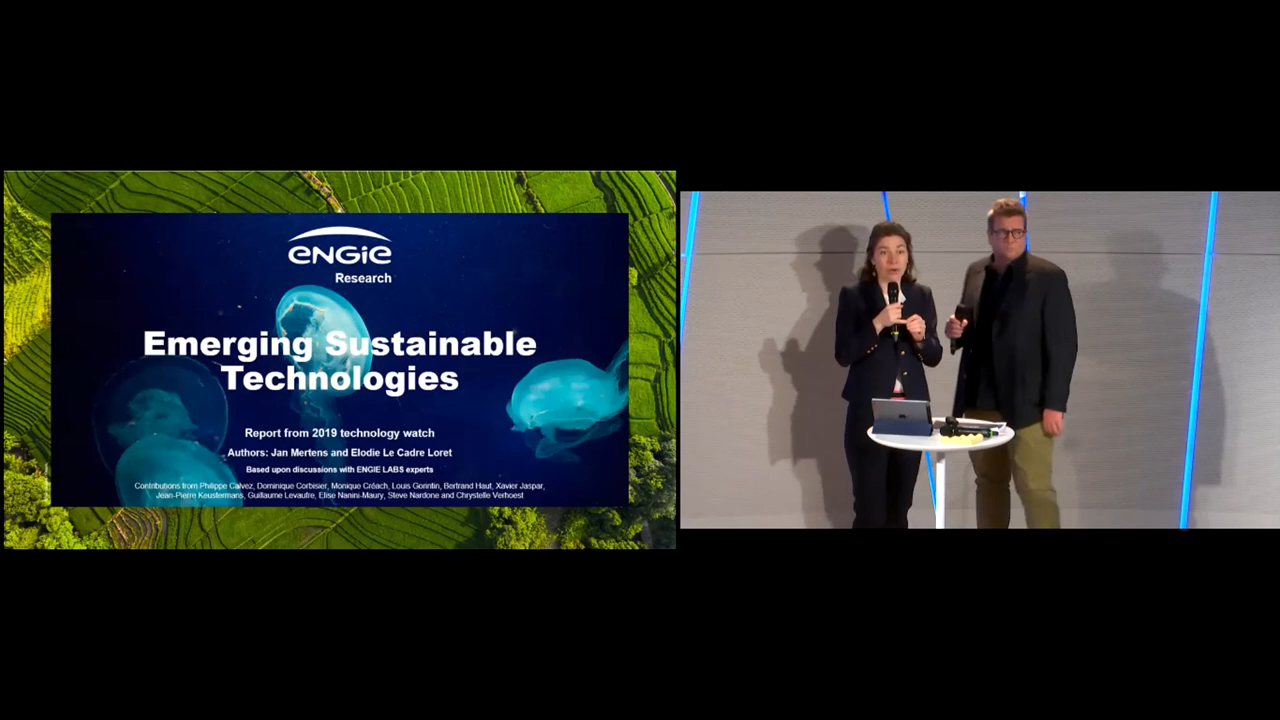 ENGIE
Research
Emerging Sustainable
Technologies
Report from 2019 technology watch
Authors: Jan Mertens and Elodie Le Cadre Loret
Based upon discussions with ENGIE LABS experts
Contributions from Philippe Calvez, Dominique Corbisier, Monique Créach, Louis Gorintin, Bertrand Haut, Xavier Jaspar,
Jean-Pierre Keustermans, Guillaume Levaufre, Elise Nanini-Maury, Steve Nardone and Chrystelle Verhoest